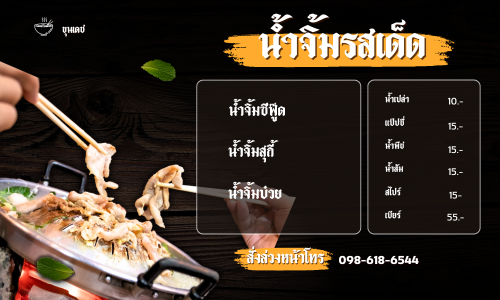 ขุนเดช
น้ำจิ้มรสเด็ด
น้ำจิ้มซีฟู๊ด
น้ำจิ้มสุกี้
น้ำจิ้มบ๋วย
น้ำเปล่า 10.-
แป๊ปซี่ 15.-
น้ำพีช 15.-
น้ำส้ม 15.-
สไปร์ 15-
เบียร์ 55.-
สั่งล่วงหน้าโทร 098-618-6544